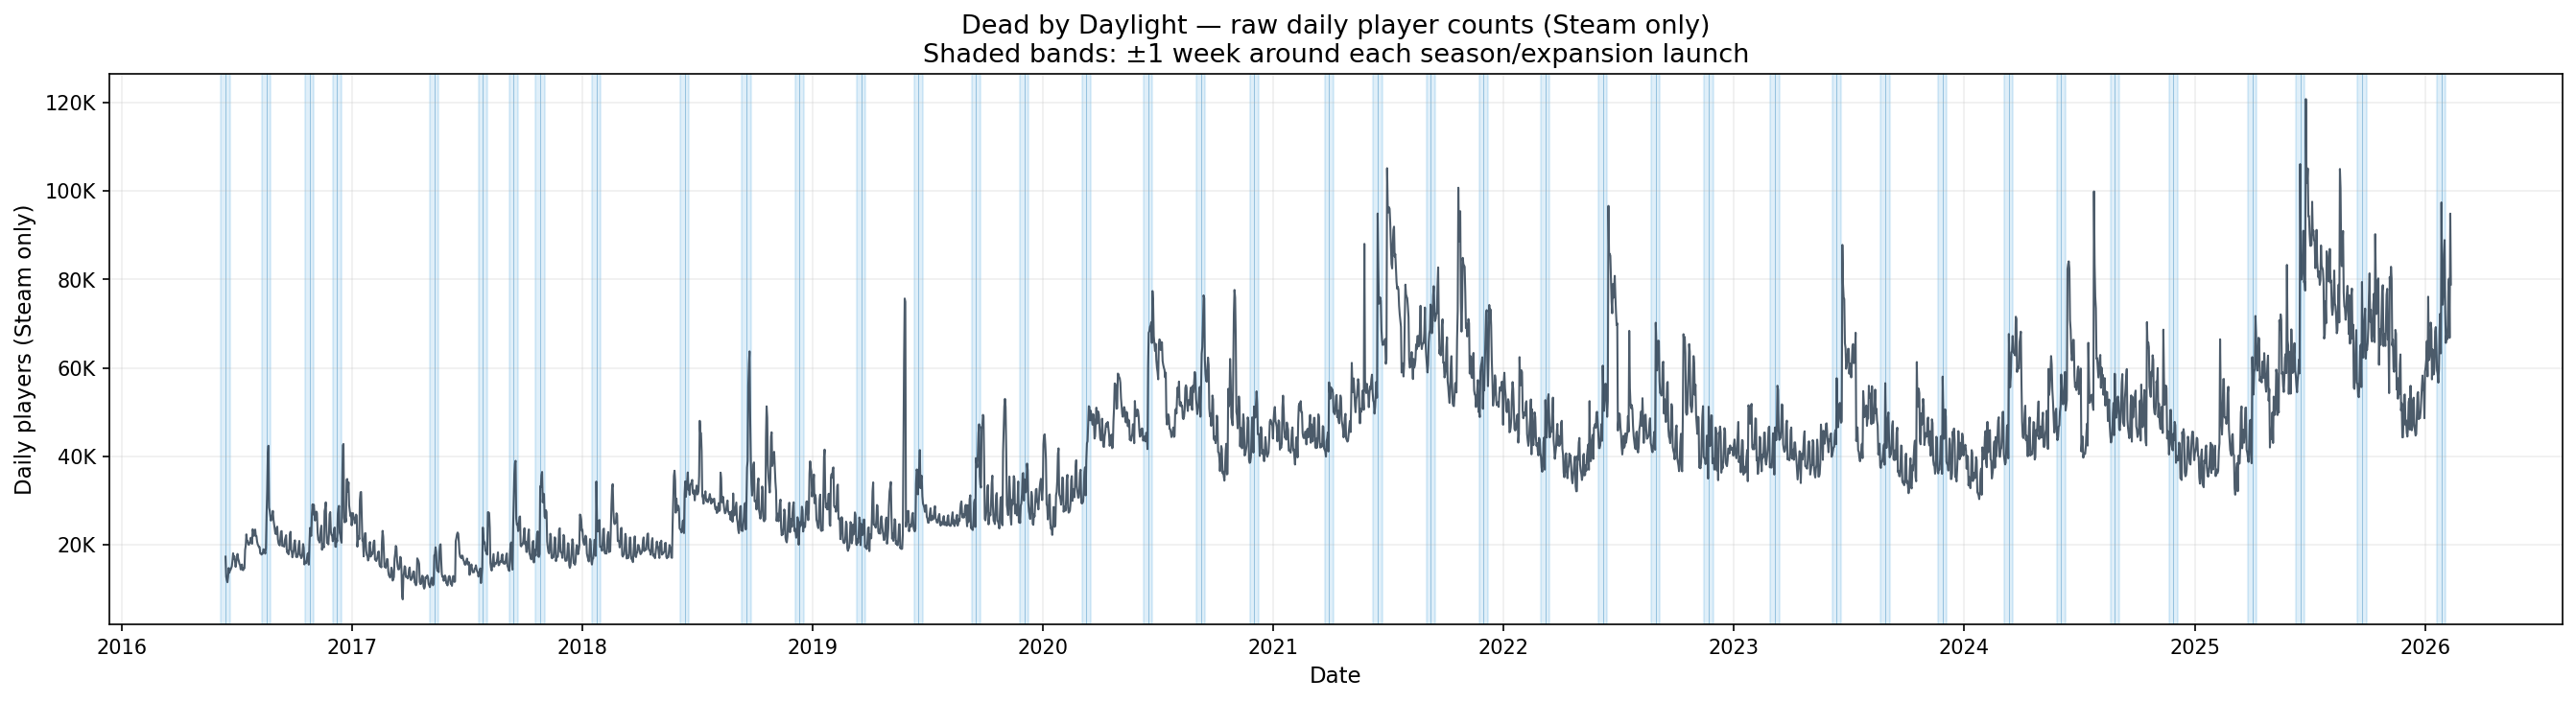 Dead by Daylight — raw daily player counts (Steam only)
Shaded bands: ±1 week around each season/expansion launch
Daily players (Steam only)
120K
100K
80K
60K
40K
20K
2016 2017 2018 2019 2020 2021 2022 2023 2024 2025 2026
Date